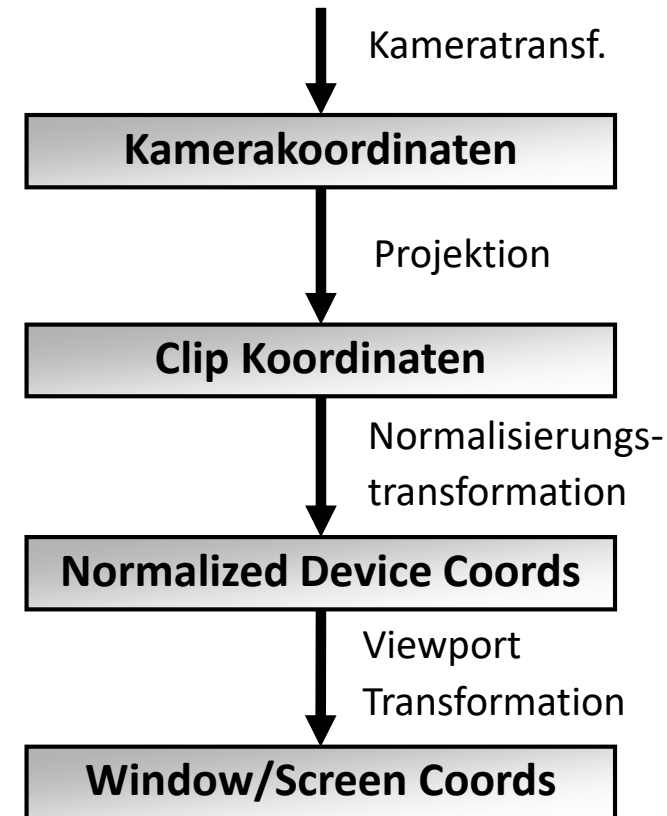 Kameratransf.
Kamerakoordinaten
Projektion
Clip Koordinaten
Normalisierungs-
transformation
Normalized Device Coords
Viewport
Transformation
Window/Screen Coords